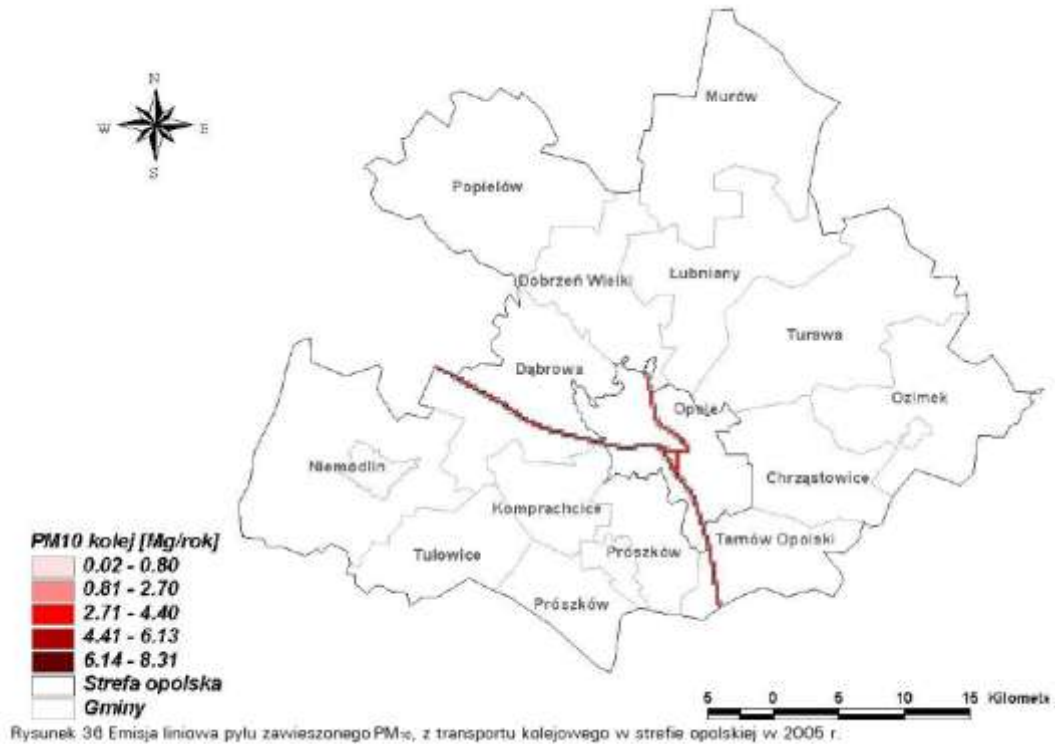 N
W E
S
Murów
Popielów
Dobrzeń Wielki
Łubniany
Turawa
Dąbrowa
Opole
Ozimek
Niemodlin
Chrząstowice
Komprachcice
Tułowice
Prószków
Tarnów Opolski
Prószków
PM10 kolej [Mg/rok]
0.02 - 0.80
0.81 - 2.70
2.71 - 4.40
4.41 - 6.13
6.14 - 8.31
Strefa opolska
Gminy
5 0 5 10 15 Kilometa
Rysunek 36 Emisja liniowa pyłu zawieszonego PM₁₀, z transportu kolejowego w strefie opolskiej w 2005 r.